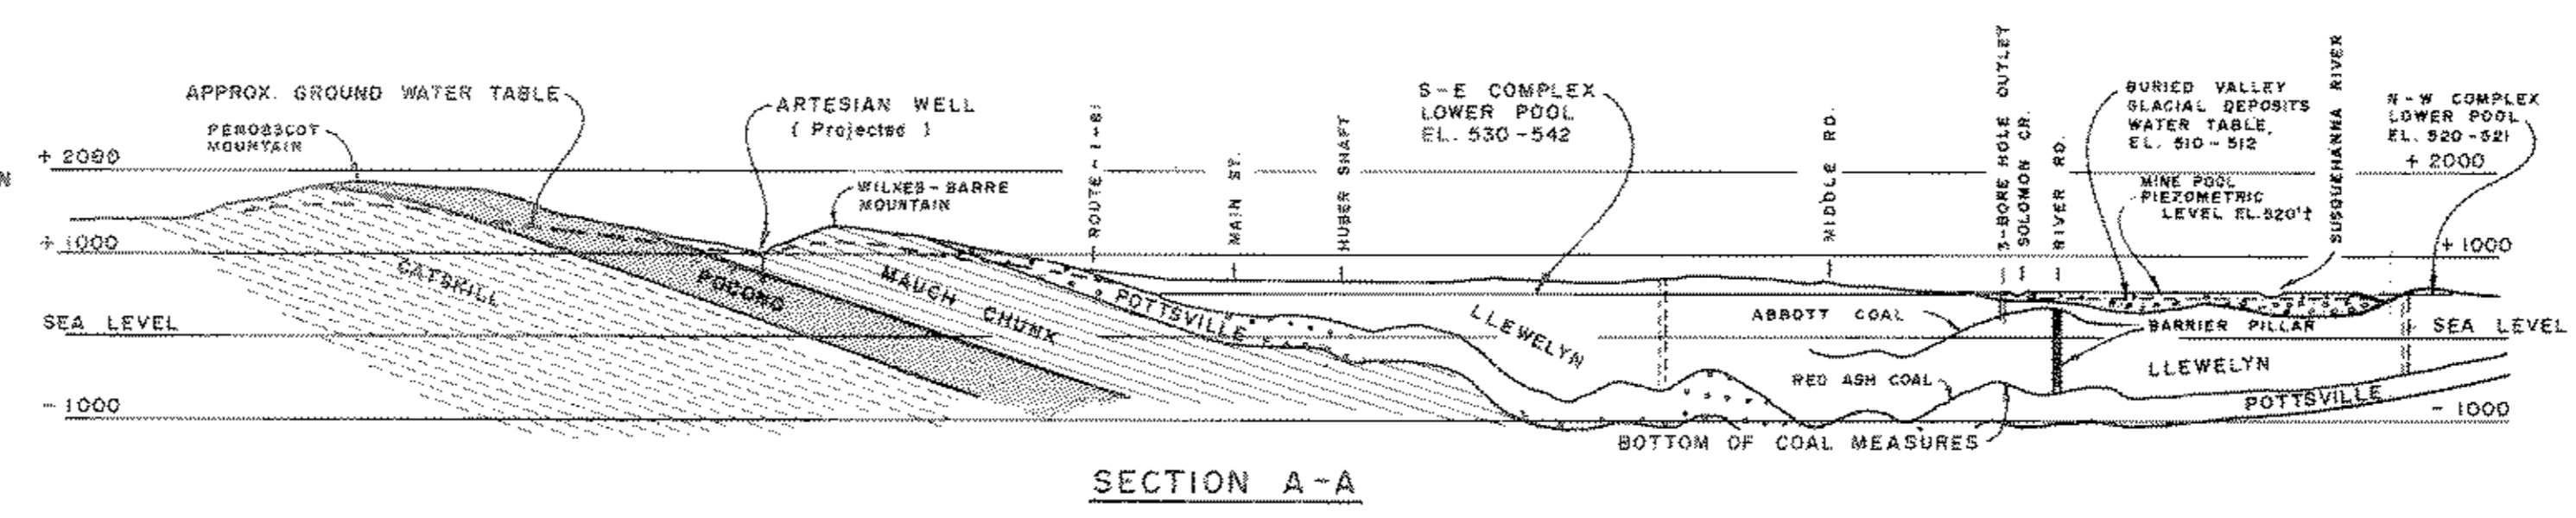 APPROX. GROUND WATER TABLE
PENOBSCOT
MOUNTAIN
ARTESIAN WELL
( Projected )
WILKES-BARRE
MOUNTAIN
ROUTE-I-81
MAIN ST.
HUBER SHAFT
S-E COMPLEX
LOWER POOL
EL. 530-542
MIDDLE RD.
3-BORE HOLE OUTLET
SOLOMON CR.
RIVER RD.
BURIED VALLEY
GLACIAL DEPOSITS
WATER TABLE,
EL. 510-512
MINE POOL
PIEZOMETRIC
LEVEL EL.520'±
SUSQUEHANNA RIVER
N-W COMPLEX
LOWER POOL
EL. 520-521
+ 2000
+ 2000
+ 1000
+ 1000
SEA LEVEL
SEA LEVEL
- 1000
- 1000
CATSKILL
POCONO
MAUCH CHUNK
POTTSVILLE
LLEWELYN
ABBOTT COAL
RED ASH COAL
BARRIER PILLAR
LLEWELYN
POTTSVILLE
BOTTOM OF COAL MEASURES
SECTION A-A